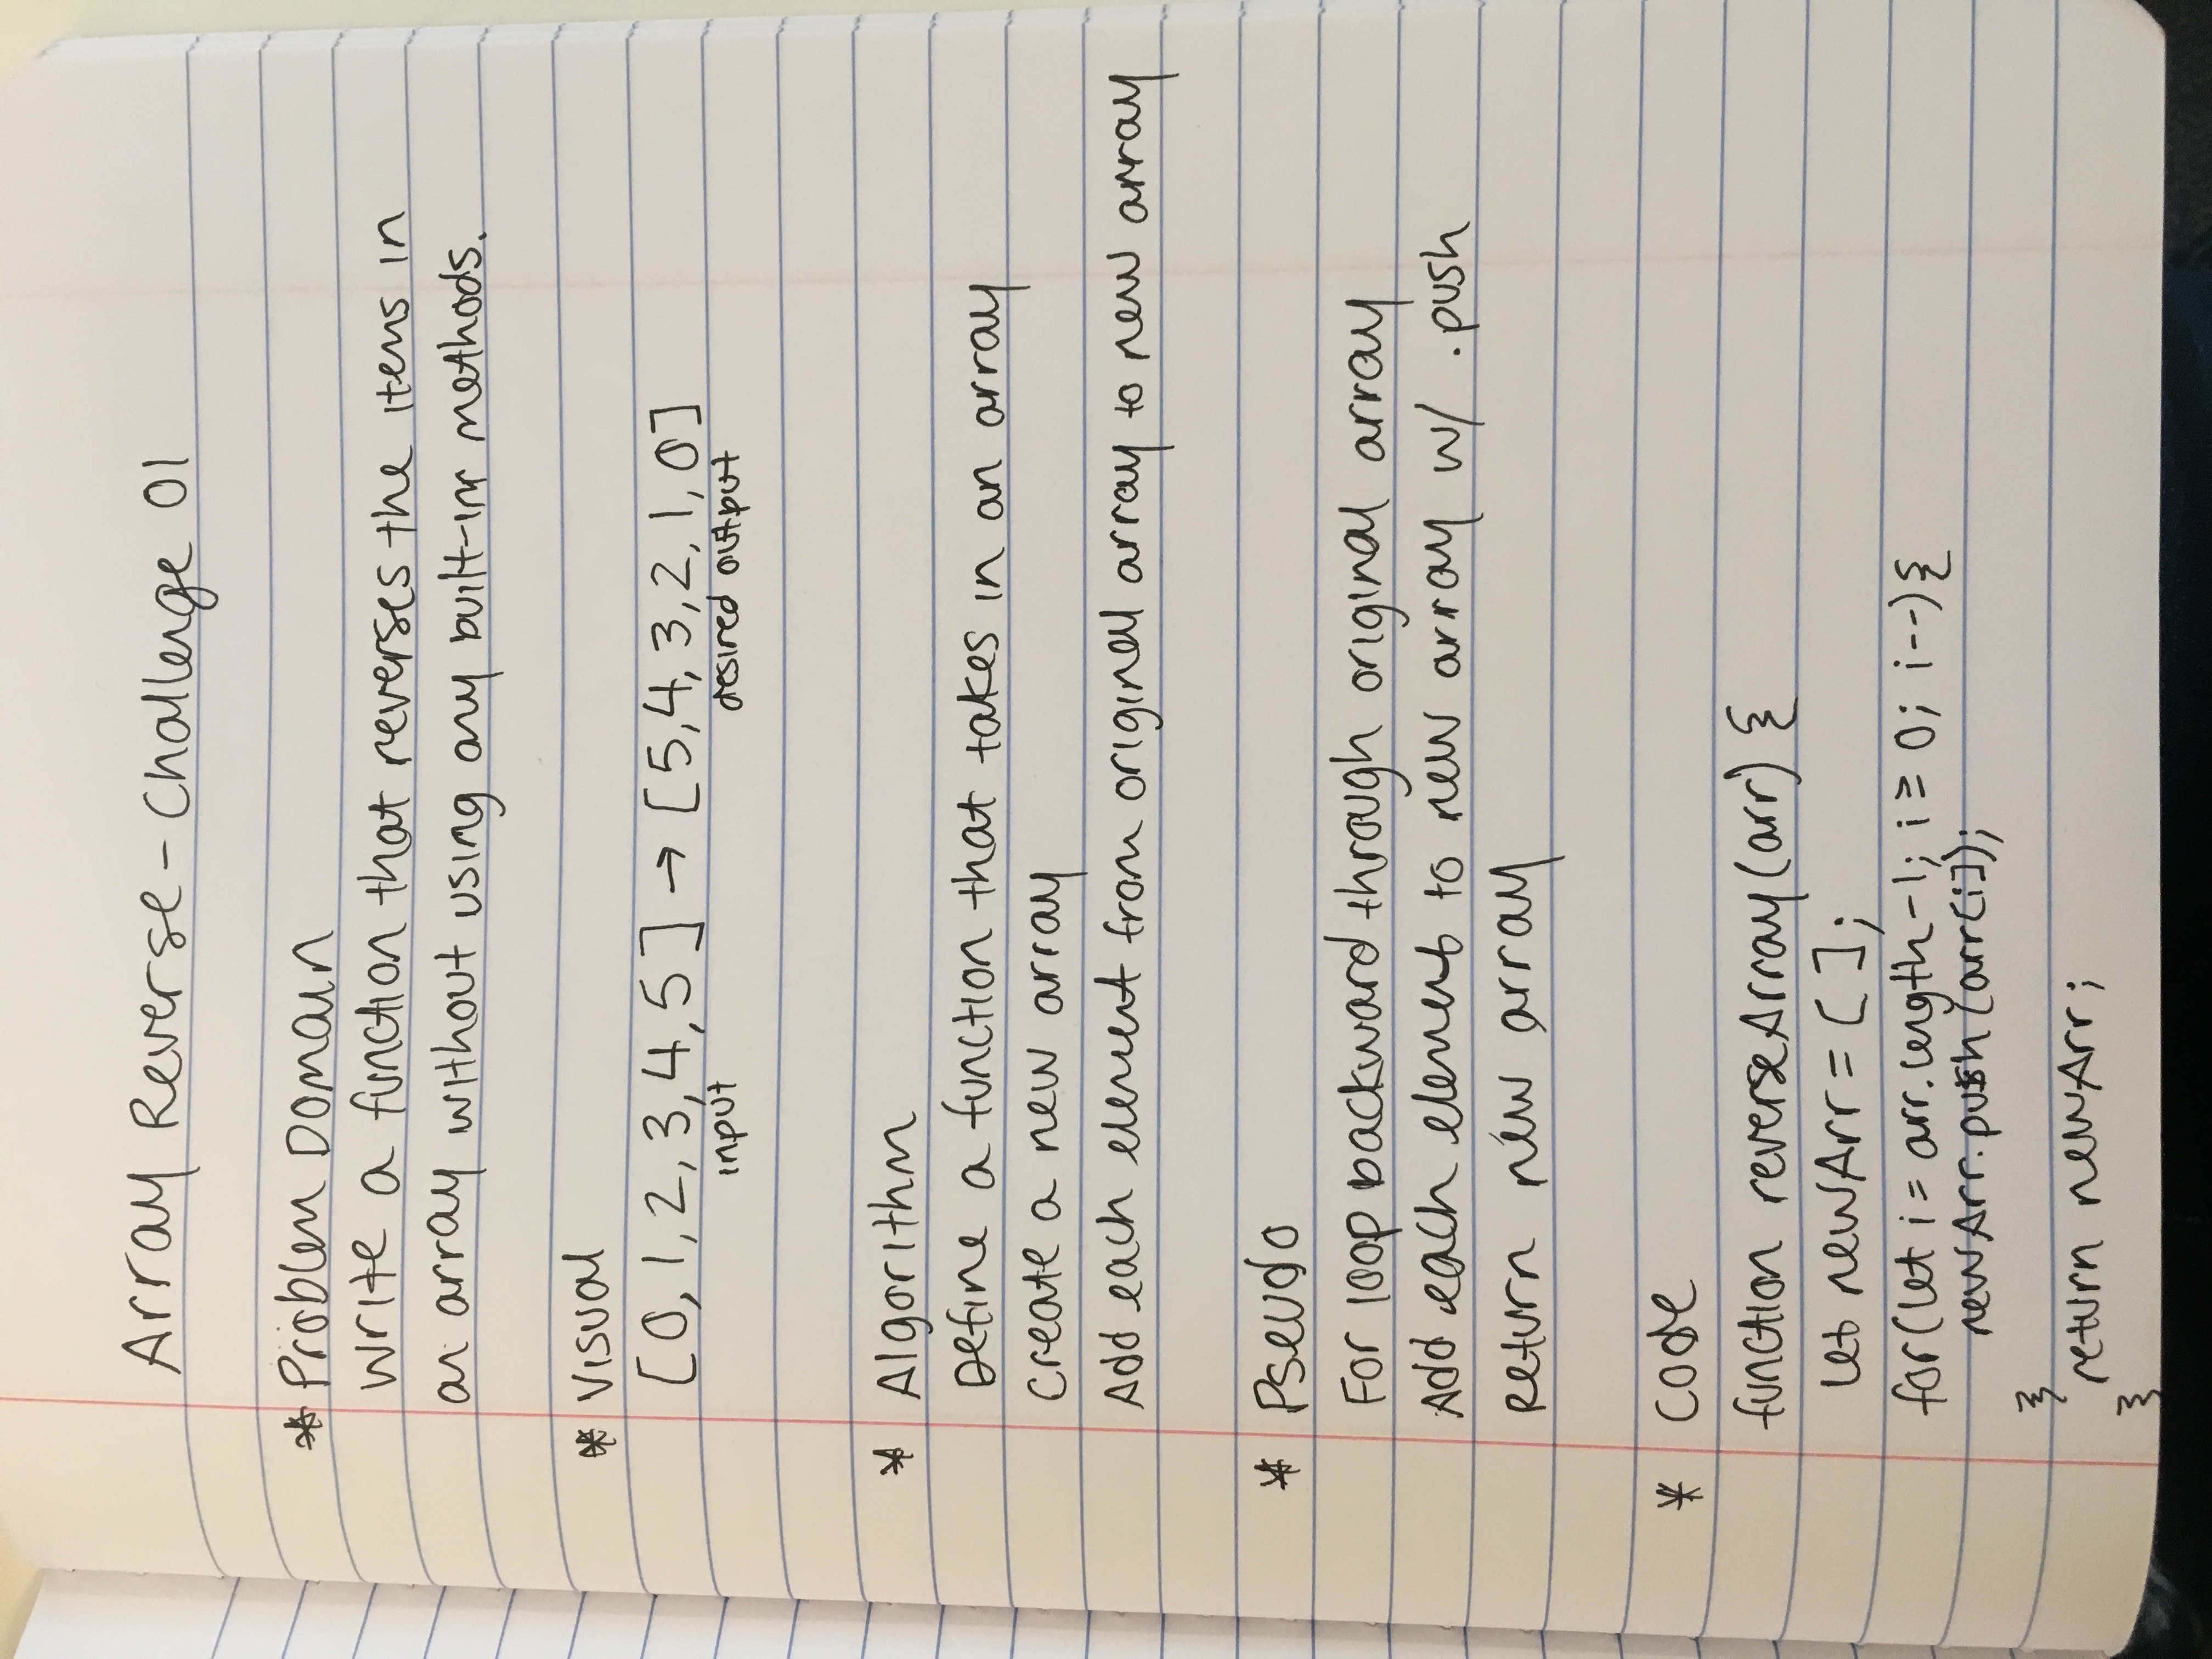 Array Reverse - Challenge 01
* Problem Domain
Write a function that reverses the items in
an array without using any built-in methods.
* Visual
[0, 1, 2, 3, 4, 5] → [5, 4, 3, 2, 1, 0]
input desired output
* Algorithm
Define a function that takes in an array
Create a new array
Add each element from original array to new array
* Pseudo
For loop backward through original array
Add each element to new array w/ .push
Return new array
* Code
function reverseArray(arr) {
let newArr = [ ];
for(let i = arr.length-1; i ≥ 0; i--){
newArr.push(arr[i]);
}
return newArr;
}